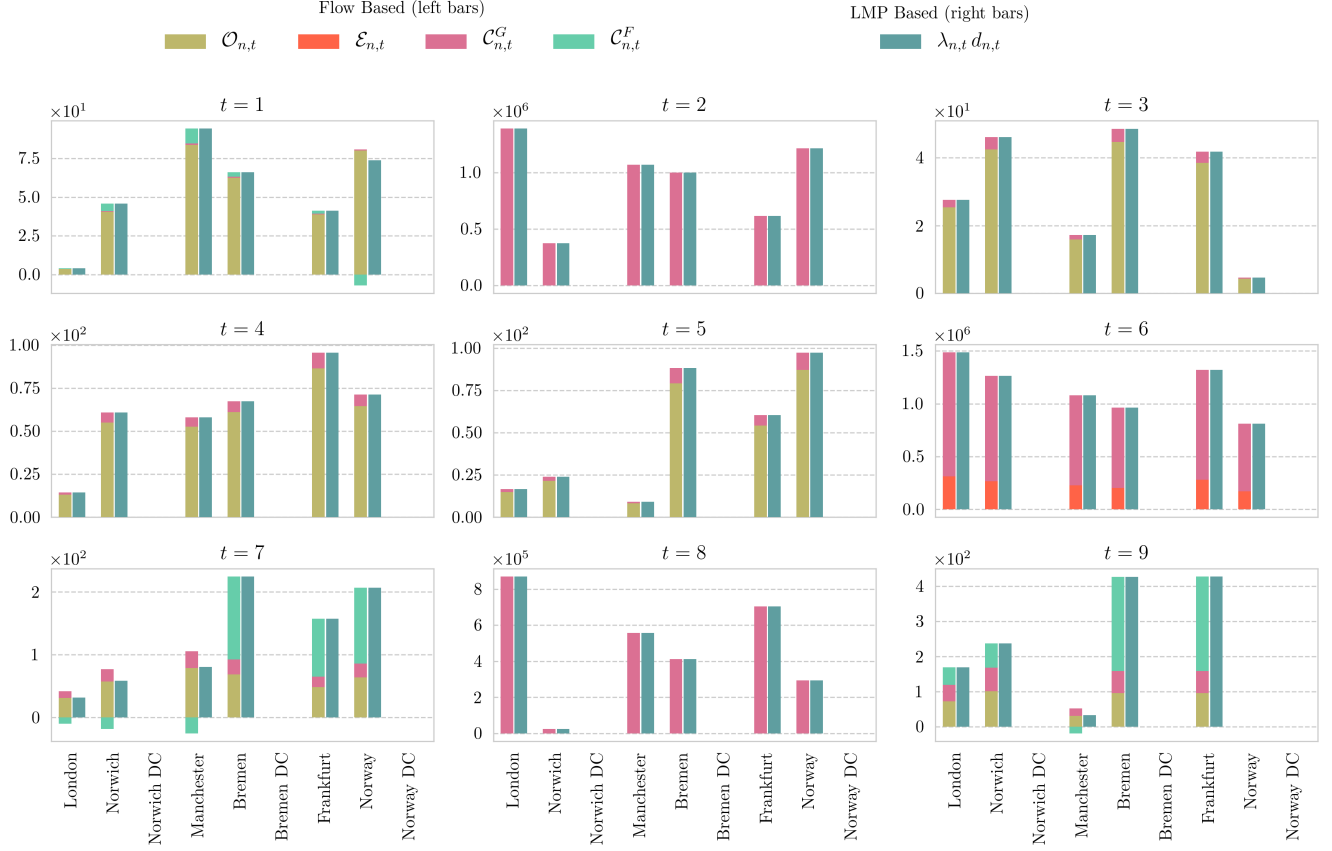 Flow Based (left bars)
LMP Based (right bars)
𝒪n,t
ℰn,t
𝒞ᴳn,t
𝒞ᶠn,t
λn,t dn,t
×10¹
t = 1
7.5
5.0
2.5
0.0
×10⁶
t = 2
1.0
0.5
0.0
×10¹
t = 3
4
2
0
×10²
t = 4
1.00
0.75
0.50
0.25
0.00
×10²
t = 5
1.00
0.75
0.50
0.25
0.00
×10⁶
t = 6
1.5
1.0
0.5
0.0
×10²
t = 7
2
1
0
×10⁵
t = 8
8
6
4
2
0
×10²
t = 9
4
3
2
1
0
London
Norwich
Norwich DC
Manchester
Bremen
Bremen DC
Frankfurt
Norway
Norway DC
London
Norwich
Norwich DC
Manchester
Bremen
Bremen DC
Frankfurt
Norway
Norway DC
London
Norwich
Norwich DC
Manchester
Bremen
Bremen DC
Frankfurt
Norway
Norway DC